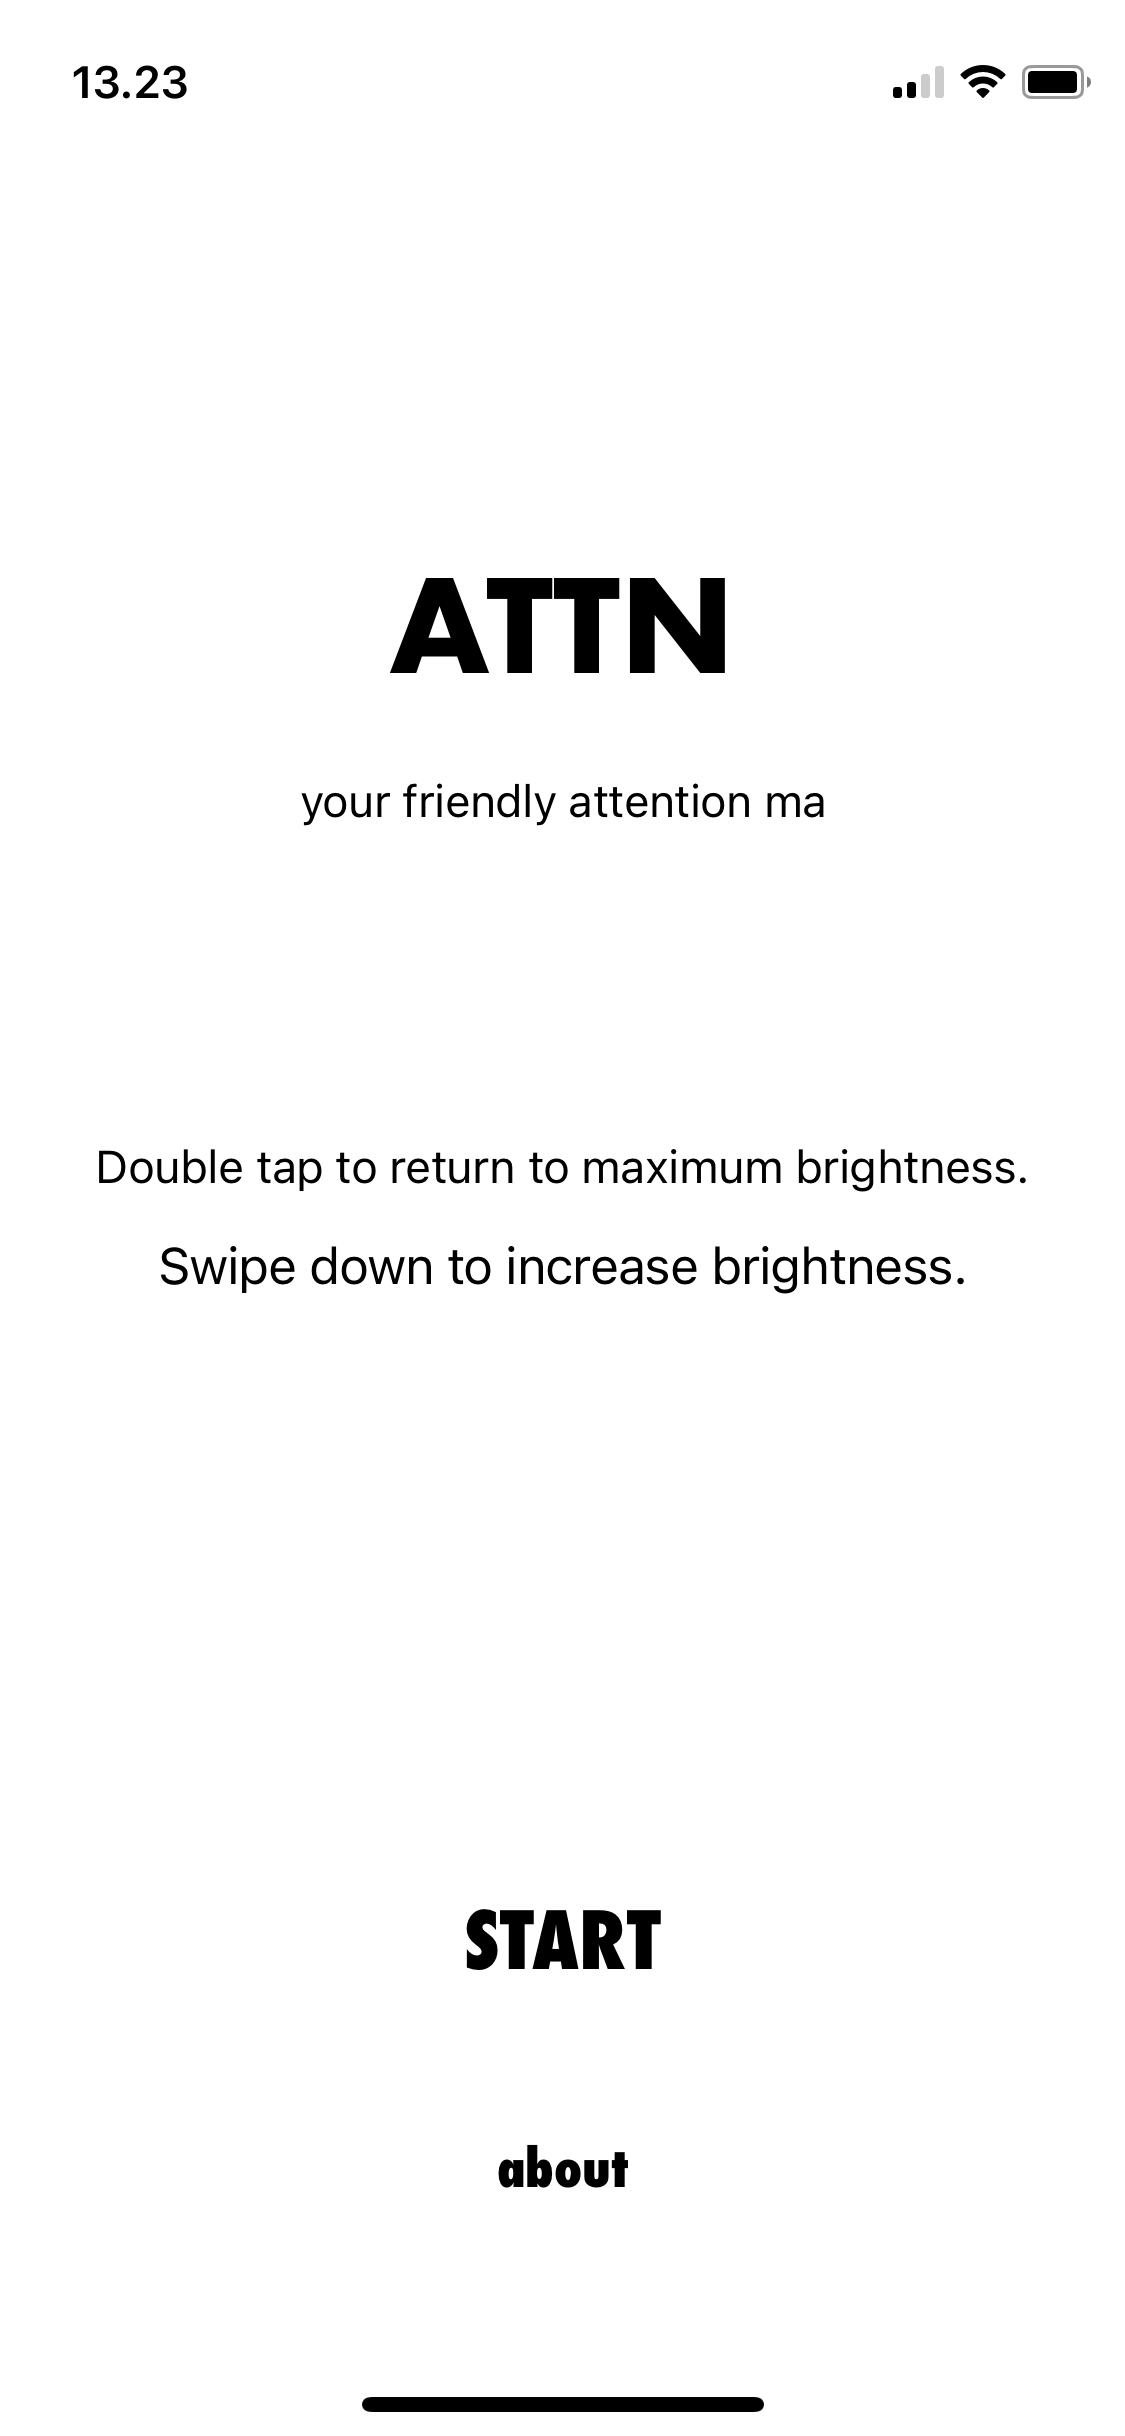 13.23
ATTN
your friendly attention ma
Double tap to return to maximum brightness.
Swipe down to increase brightness.
START
about